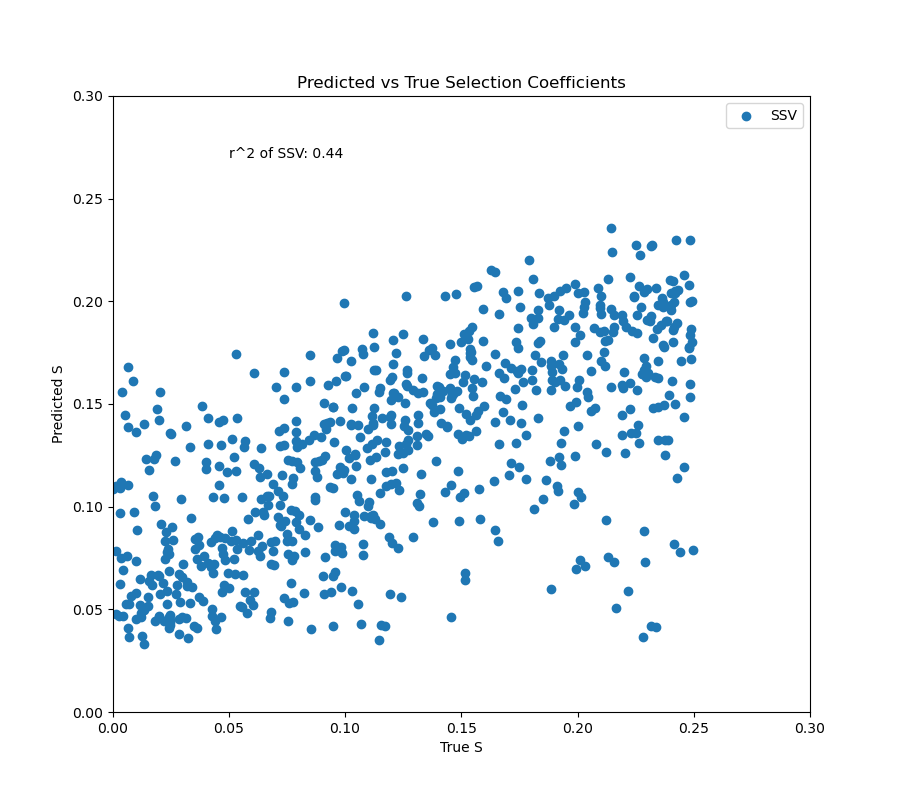 Predicted vs True Selection Coefficients
SSV
r^2 of SSV: 0.44
Predicted S
0.30
0.25
0.20
0.15
0.10
0.05
0.00
0.00 0.05 0.10 0.15 0.20 0.25 0.30
True S